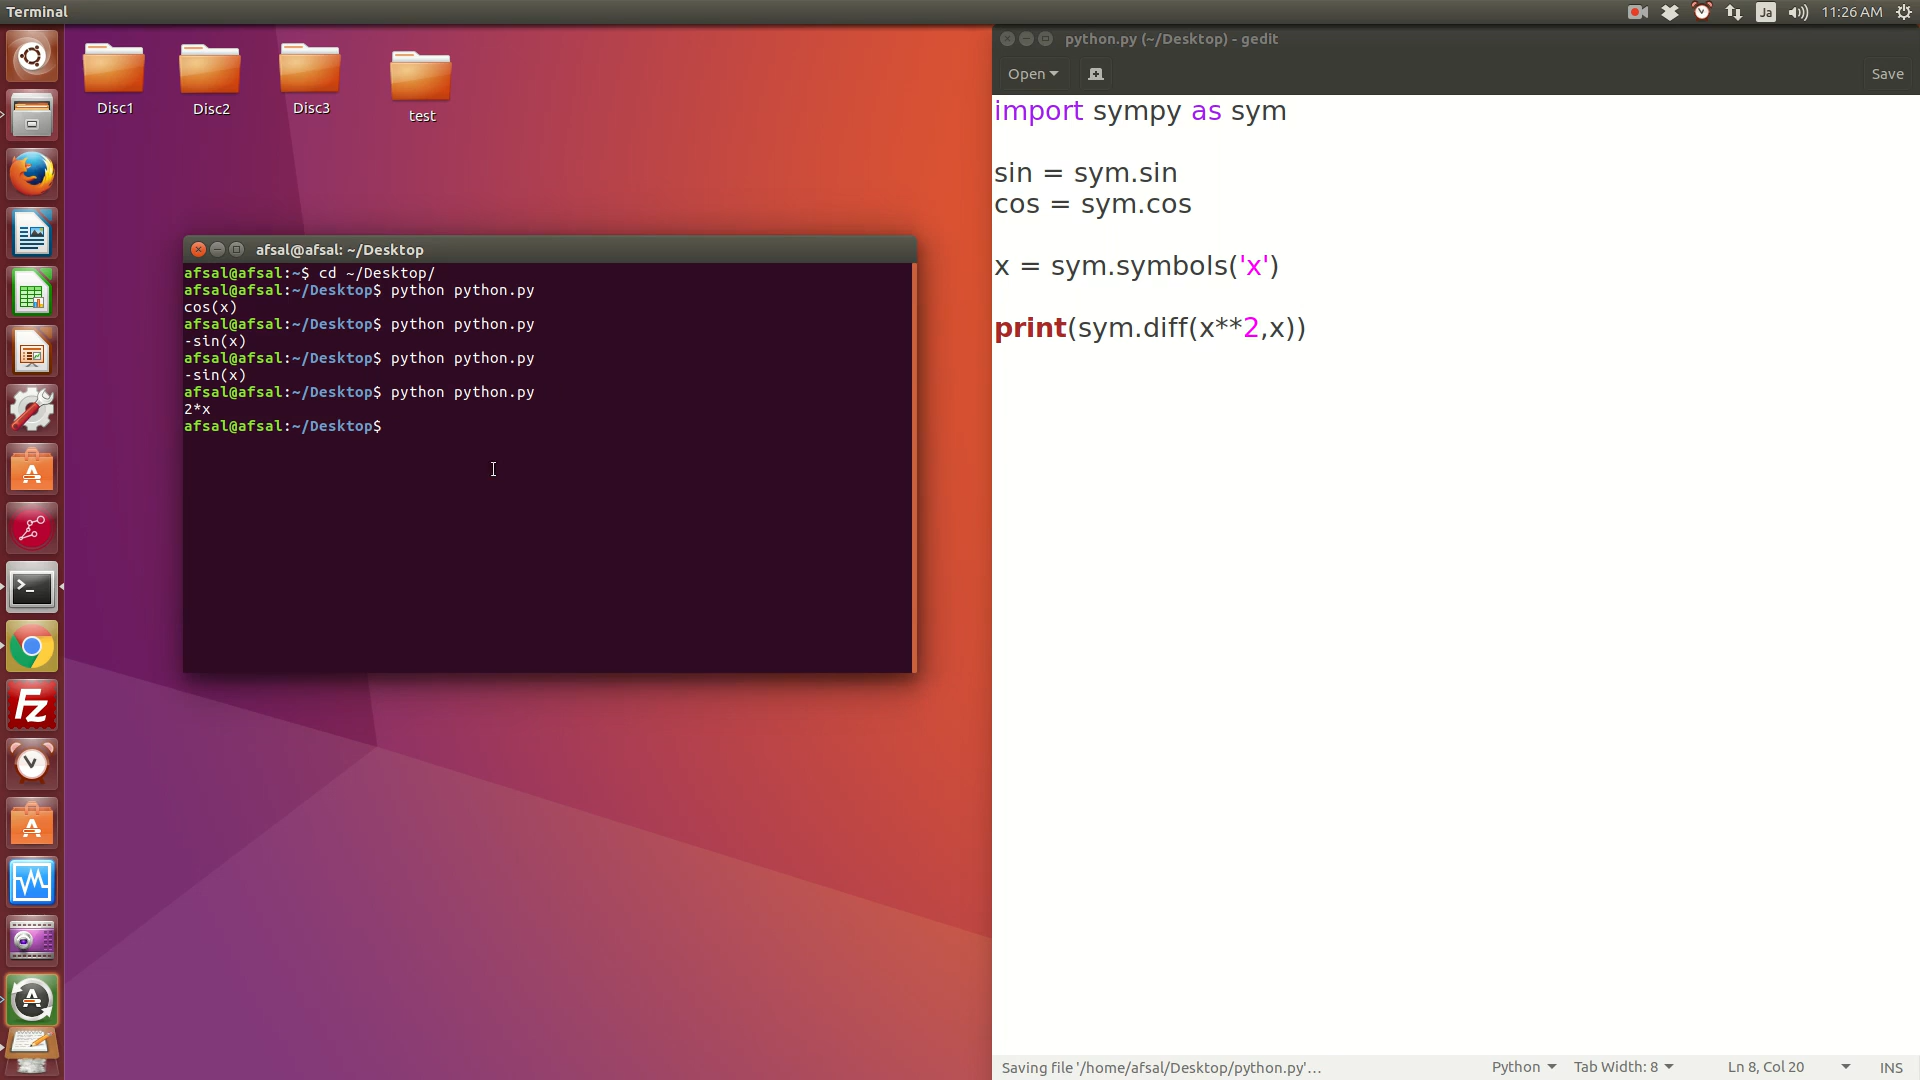 Terminal
Ja
11:26 AM
Disc1
Disc2
Disc3
test
afsal@afsal: ~/Desktop
afsal@afsal:~$ cd ~/Desktop/
afsal@afsal:~/Desktop$ python python.py
cos(x)
afsal@afsal:~/Desktop$ python python.py
-sin(x)
afsal@afsal:~/Desktop$ python python.py
-sin(x)
afsal@afsal:~/Desktop$ python python.py
2*x
afsal@afsal:~/Desktop$
python.py (~/Desktop) - gedit
Open
Save
import sympy as sym
sin = sym.sin
cos = sym.cos
x = sym.symbols('x')
print(sym.diff(x**2,x))
Saving file '/home/afsal/Desktop/python.py'...
Python
Tab Width: 8
Ln 8, Col 20
INS